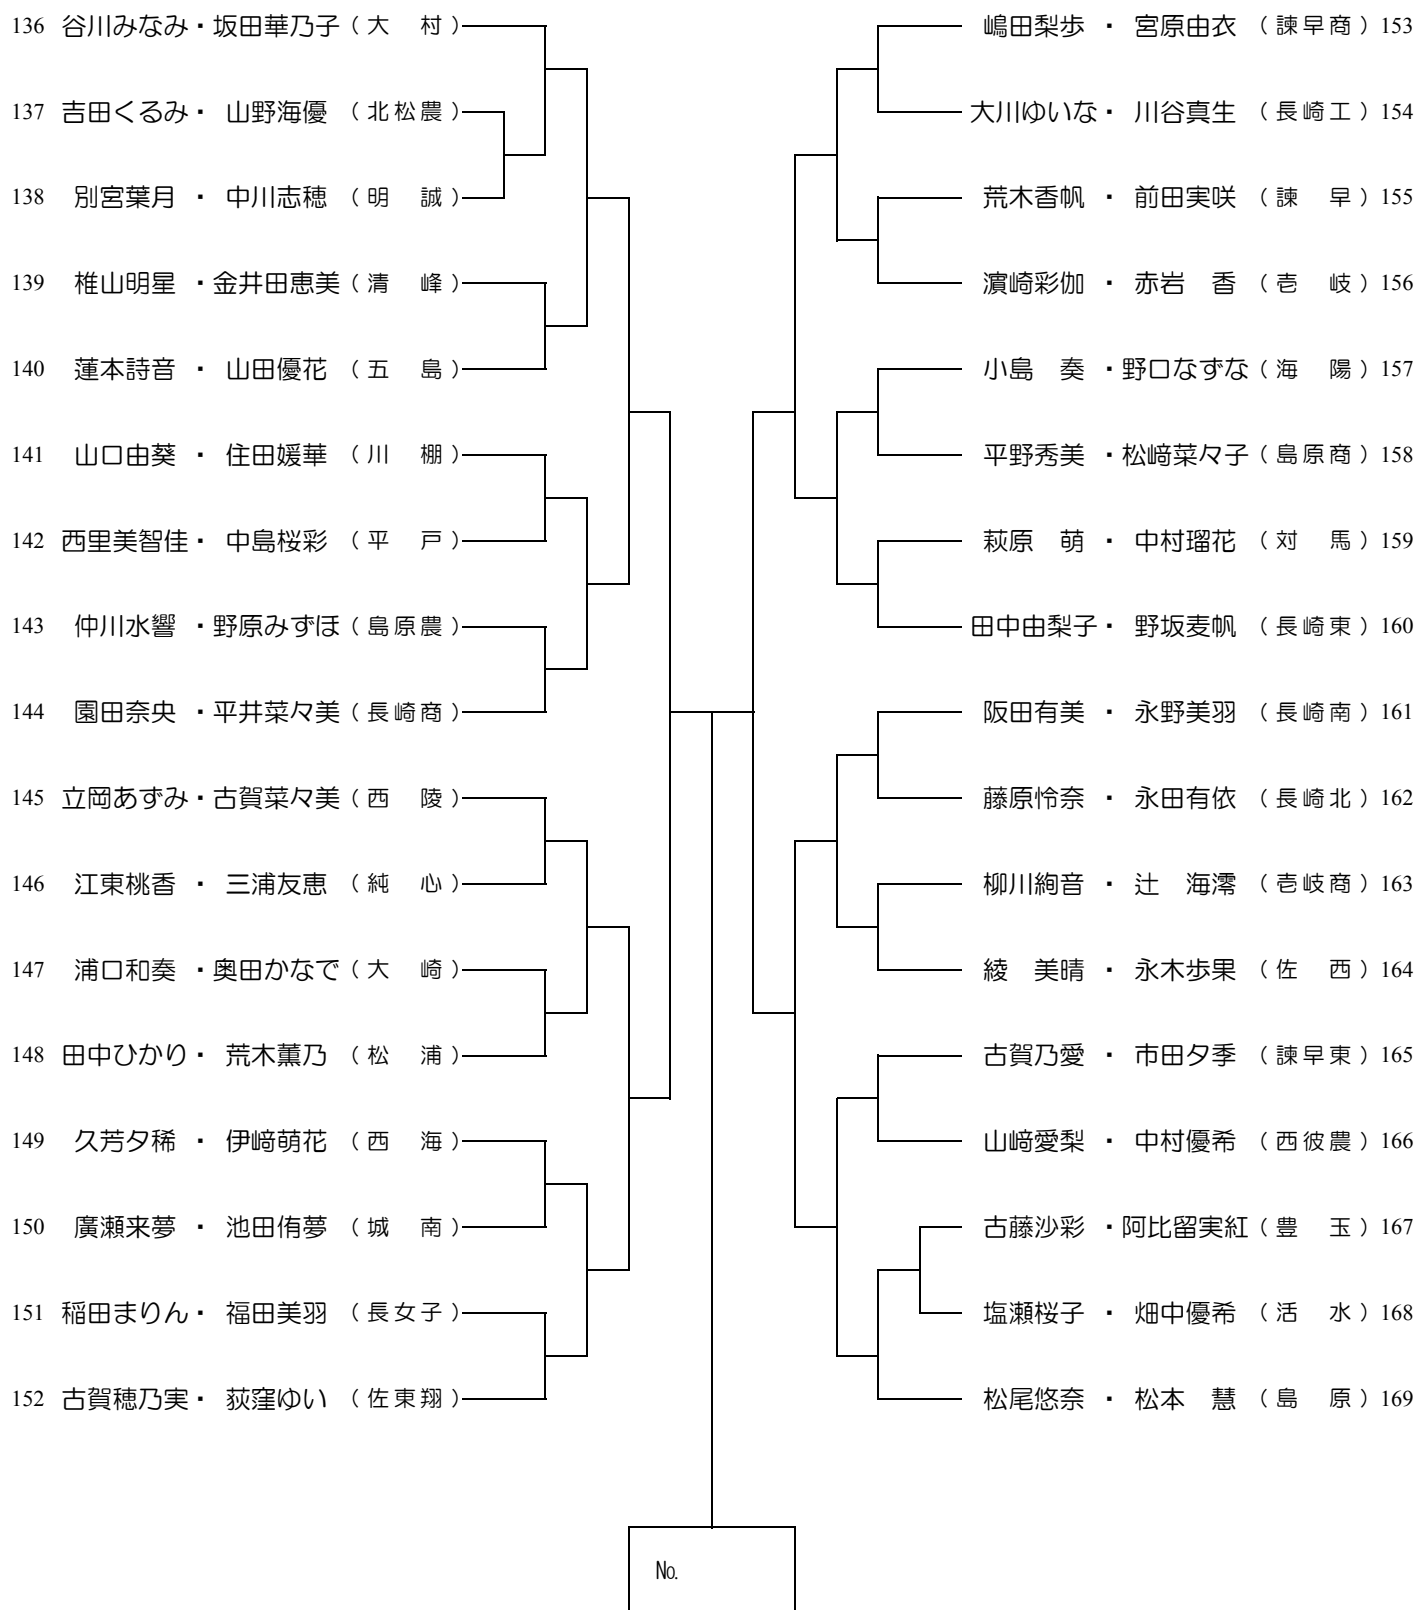 136 谷川みなみ・坂田華乃子（大　村）
137 吉田くるみ・ 山野海優 （北松農）
138 別宮葉月 ・ 中川志穂 （明　誠）
139 椎山明星 ・金井田恵美（清　峰）
140 蓮本詩音 ・ 山田優花 （五　島）
141 山口由葵 ・ 住田媛華 （川　棚）
142 西里美智佳・ 中島桜彩 （平　戸）
143 仲川水響 ・野原みずほ（島原農）
144 園田奈央 ・平井菜々美（長崎商）
145 立岡あずみ・古賀菜々美（西　陵）
146 江東桃香 ・ 三浦友恵 （純　心）
147 浦口和奏 ・奥田かなで（大　崎）
148 田中ひかり・ 荒木薫乃 （松　浦）
149 久芳夕稀 ・ 伊﨑萌花 （西　海）
150 廣瀬来夢 ・ 池田侑夢 （城　南）
151 稲田まりん・ 福田美羽 （長女子）
152 古賀穂乃実・ 荻窪ゆい （佐東翔）
嶋田梨歩 ・ 宮原由衣 （諫早商）153
大川ゆいな・ 川谷真生 （長崎工）154
荒木香帆 ・ 前田実咲 （諫　早）155
濵崎彩伽 ・ 赤岩　香 （壱　岐）156
小島　奏 ・野口なずな（海　陽）157
平野秀美 ・松﨑菜々子（島原商）158
萩原　萌 ・ 中村瑠花 （対　馬）159
田中由梨子・ 野坂麦帆 （長崎東）160
阪田有美 ・ 永野美羽 （長崎南）161
藤原怜奈 ・ 永田有依 （長崎北）162
柳川絢音 ・ 辻　海澪 （壱岐商）163
綾　美晴 ・ 永木歩果 （佐　西）164
古賀乃愛 ・ 市田夕季 （諫早東）165
山﨑愛梨 ・ 中村優希 （西彼農）166
古藤沙彩 ・阿比留実紅（豊　玉）167
塩瀬桜子 ・ 畑中優希 （活　水）168
松尾悠奈 ・ 松本　慧 （島　原）169
No.